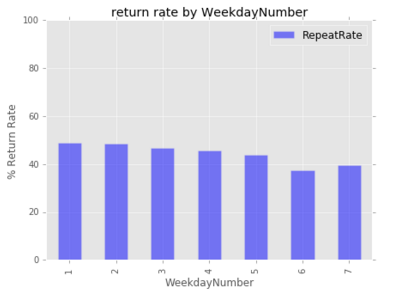 return rate by WeekdayNumber
RepeatRate
% Return Rate
100
80
60
40
20
0
1 2 3 4 5 6 7
WeekdayNumber